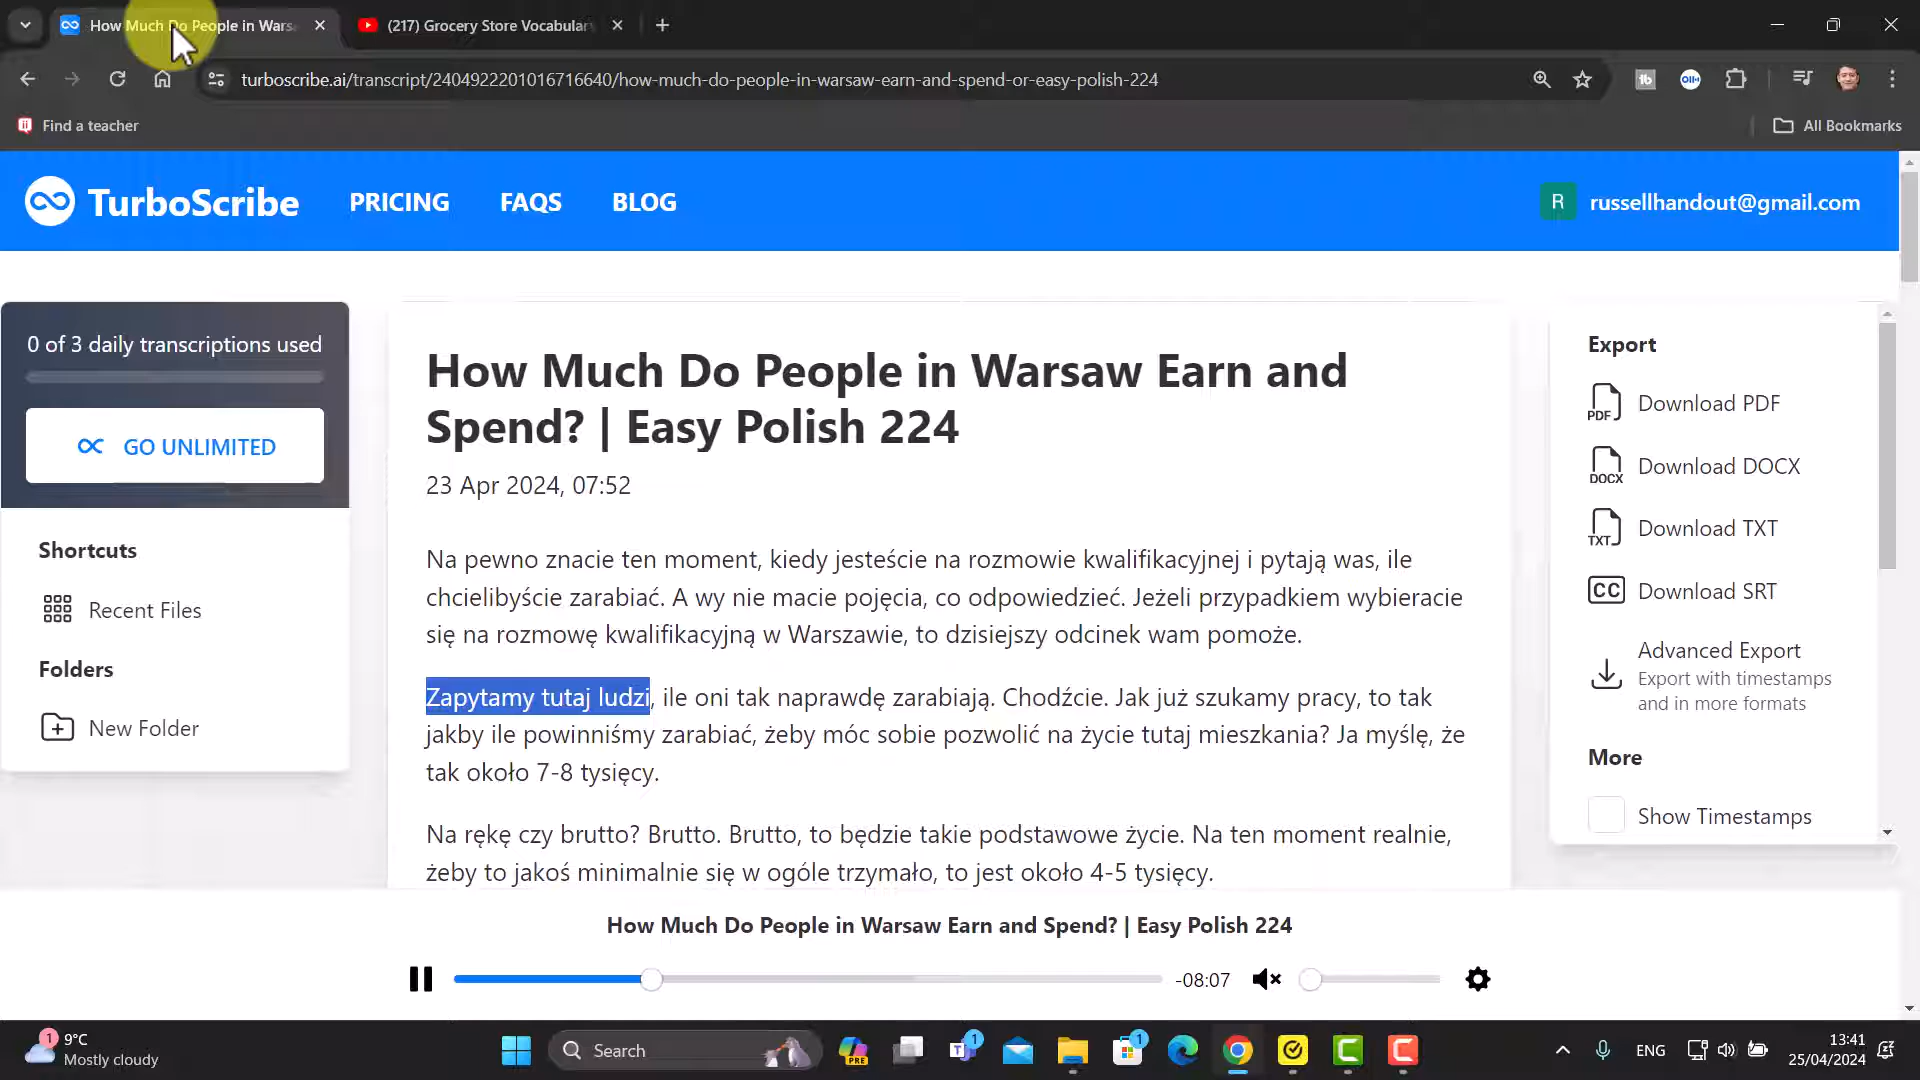 How Much Do People in Wars
(217) Grocery Store Vocabular
turboscribe.ai/transcript/2404922201016716640/how-much-do-people-in-warsaw-earn-and-spend-or-easy-polish-224
Find a teacher
All Bookmarks
TurboScribe
PRICING
FAQS
BLOG
R
russellhandout@gmail.com
0 of 3 daily transcriptions used
GO UNLIMITED
Shortcuts
Recent Files
Folders
New Folder
How Much Do People in Warsaw Earn and
Spend? | Easy Polish 224
23 Apr 2024, 07:52
Na pewno znacie ten moment, kiedy jesteście na rozmowie kwalifikacyjnej i pytają was, ile
chcielibyście zarabiać. A wy nie macie pojęcia, co odpowiedzieć. Jeżeli przypadkiem wybieracie
się na rozmowę kwalifikacyjną w Warszawie, to dzisiejszy odcinek wam pomoże.
Zapytamy tutaj ludzi, ile oni tak naprawdę zarabiają. Chodźcie. Jak już szukamy pracy, to tak
jakby ile powinniśmy zarabiać, żeby móc sobie pozwolić na życie tutaj mieszkania? Ja myślę, że
tak około 7-8 tysięcy.
Na rękę czy brutto? Brutto. Brutto, to będzie takie podstawowe życie. Na ten moment realnie,
żeby to jakoś minimalnie się w ogóle trzymało, to jest około 4-5 tysięcy.
Export
PDF
Download PDF
DOCX
Download DOCX
TXT
Download TXT
CC
Download SRT
Advanced Export
Export with timestamps
and in more formats
More
Show Timestamps
How Much Do People in Warsaw Earn and Spend? | Easy Polish 224
-08:07
1
9°C
Mostly cloudy
Search
PRE
1
1
ENG
13:41
25/04/2024